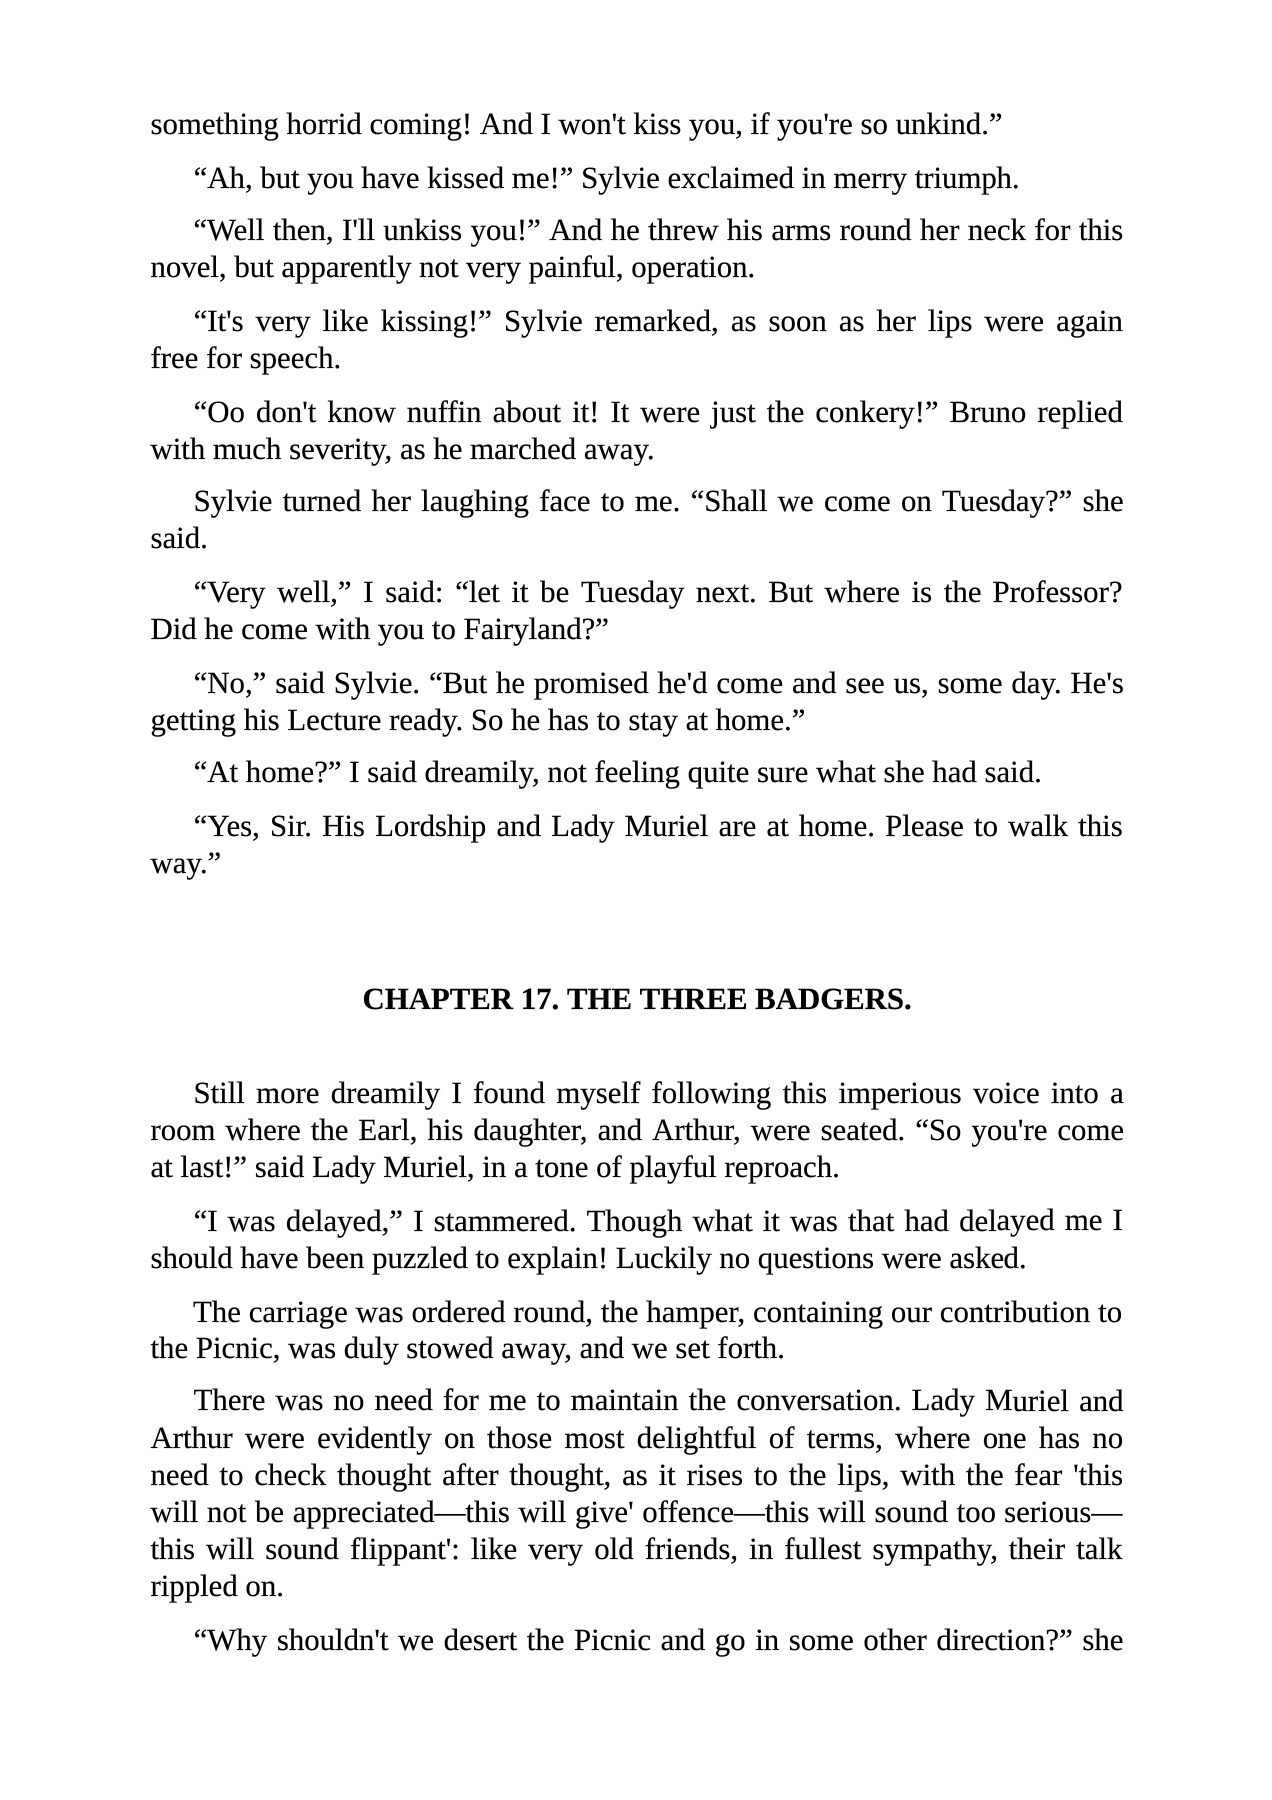 something horrid coming! And I won't kiss you, if you're so unkind.”
“Ah, but you have kissed me!” Sylvie exclaimed in merry triumph.
“Well then, I'll unkiss you!” And he threw his arms round her neck for this
novel, but apparently not very painful, operation.
“It's very like kissing!” Sylvie remarked, as soon as her lips were again
free for speech.
“Oo don't know nuffin about it! It were just the conkery!” Bruno replied
with much severity, as he marched away.
Sylvie turned her laughing face to me. “Shall we come on Tuesday?” she
said.
“Very well,” I said: “let it be Tuesday next. But where is the Professor?
Did he come with you to Fairyland?”
“No,” said Sylvie. “But he promised he'd come and see us, some day. He's
getting his Lecture ready. So he has to stay at home.”
“At home?” I said dreamily, not feeling quite sure what she had said.
“Yes, Sir. His Lordship and Lady Muriel are at home. Please to walk this
way.”
CHAPTER 17. THE THREE BADGERS.
Still more dreamily I found myself following this imperious voice into a
room where the Earl, his daughter, and Arthur, were seated. “So you're come
at last!” said Lady Muriel, in a tone of playful reproach.
“I was delayed,” I stammered. Though what it was that had delayed me I
should have been puzzled to explain! Luckily no questions were asked.
The carriage was ordered round, the hamper, containing our contribution to
the Picnic, was duly stowed away, and we set forth.
There was no need for me to maintain the conversation. Lady Muriel and
Arthur were evidently on those most delightful of terms, where one has no
need to check thought after thought, as it rises to the lips, with the fear 'this
will not be appreciated—this will give' offence—this will sound too serious—
this will sound flippant': like very old friends, in fullest sympathy, their talk
rippled on.
“Why shouldn't we desert the Picnic and go in some other direction?” she